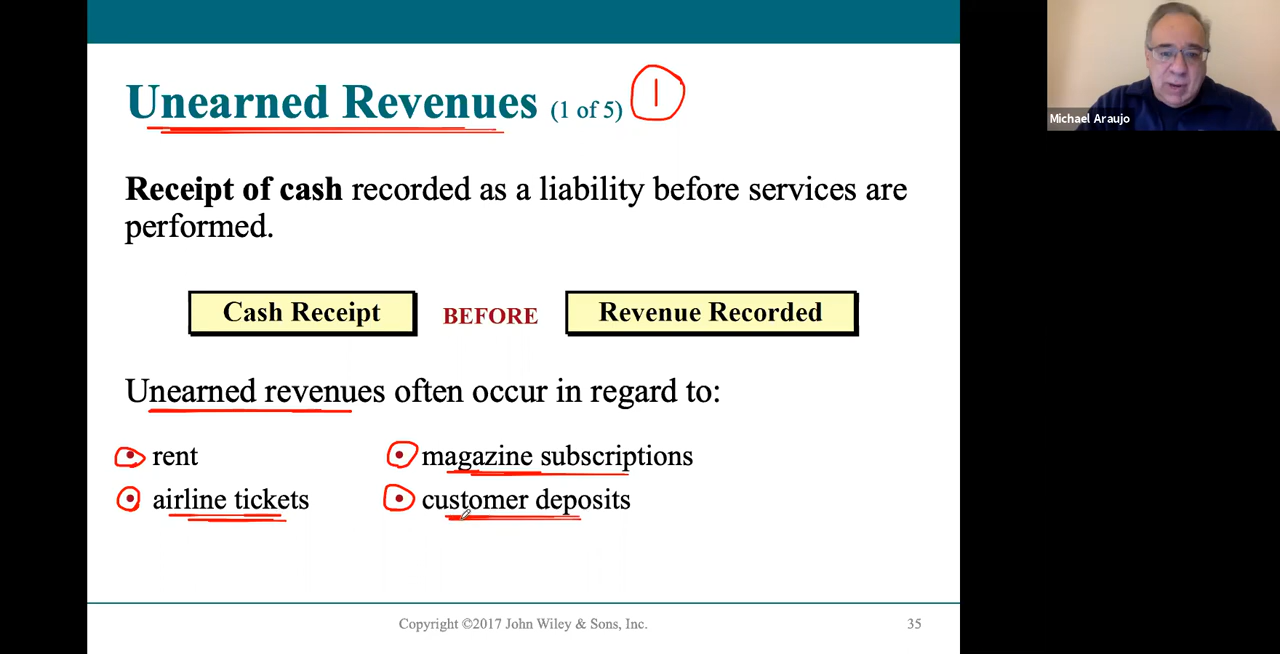 Unearned Revenues (1 of 5) 1
Michael Araujo
Receipt of cash recorded as a liability before services are
performed.
Cash Receipt BEFORE Revenue Recorded
Unearned revenues often occur in regard to:
• rent • magazine subscriptions
• airline tickets • customer deposits
Copyright ©2017 John Wiley & Sons, Inc. 35